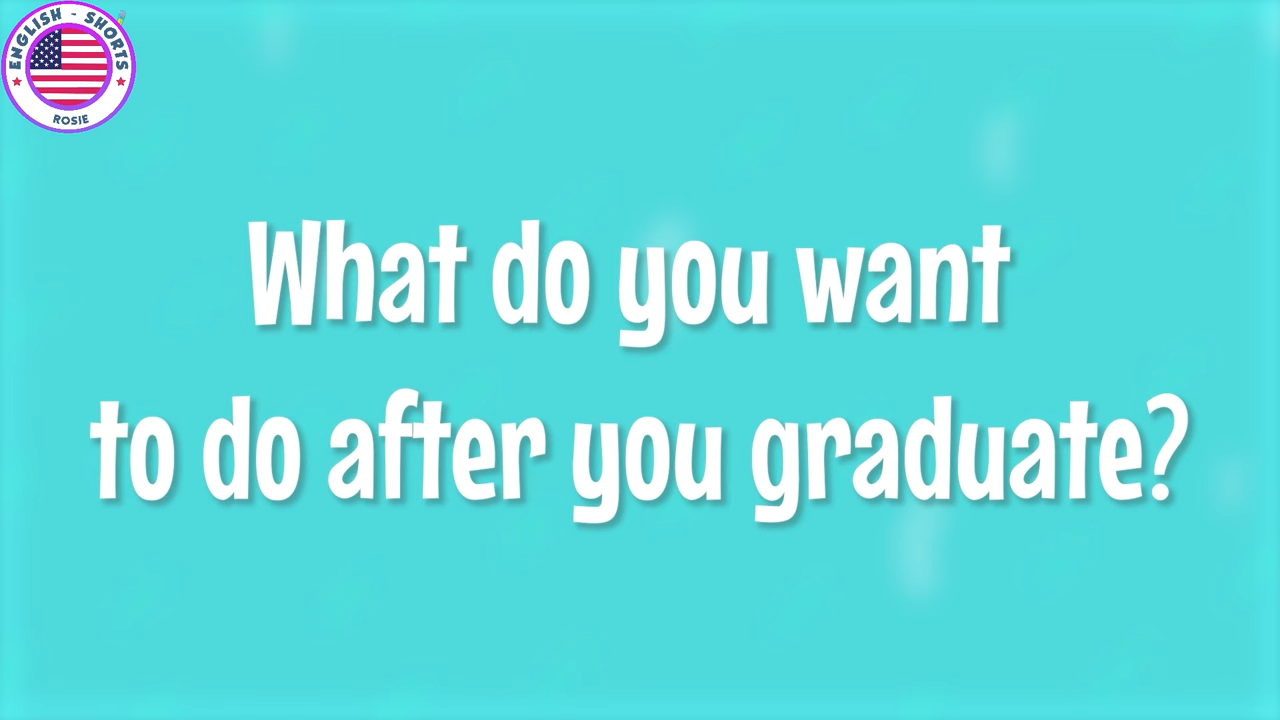 ENGLISH - SHORTS
ROSIE
What do you want
to do after you graduate?